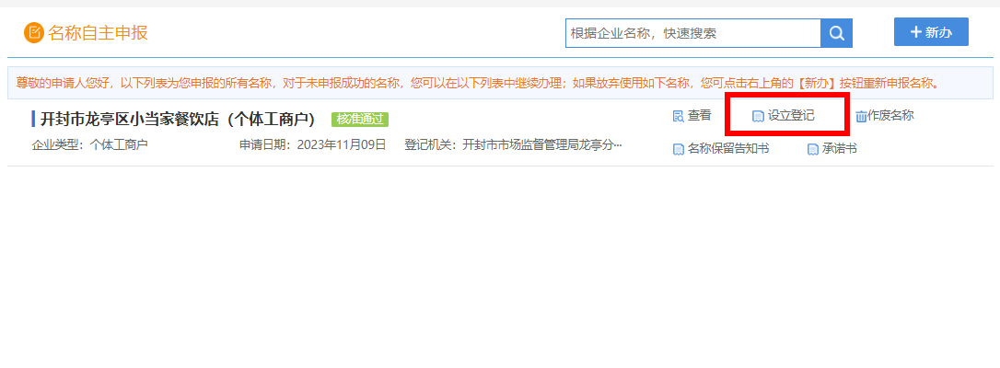 名称自主申报
根据企业名称，快速搜索
+新办
尊敬的申请人您好，以下列表为您申报的所有名称，对于未申报成功的名称，您可以在以下列表中继续办理；如果放弃使用如下名称，您可点击右上角的【新办】按钮重新申报名称。
开封市龙亭区小当家餐饮店（个体工商户） 核准通过
查看 设立登记 作废名称
企业类型：个体工商户 申请日期：2023年11月09日 登记机关：开封市市场监督管理局龙亭分···
名称保留告知书 承诺书